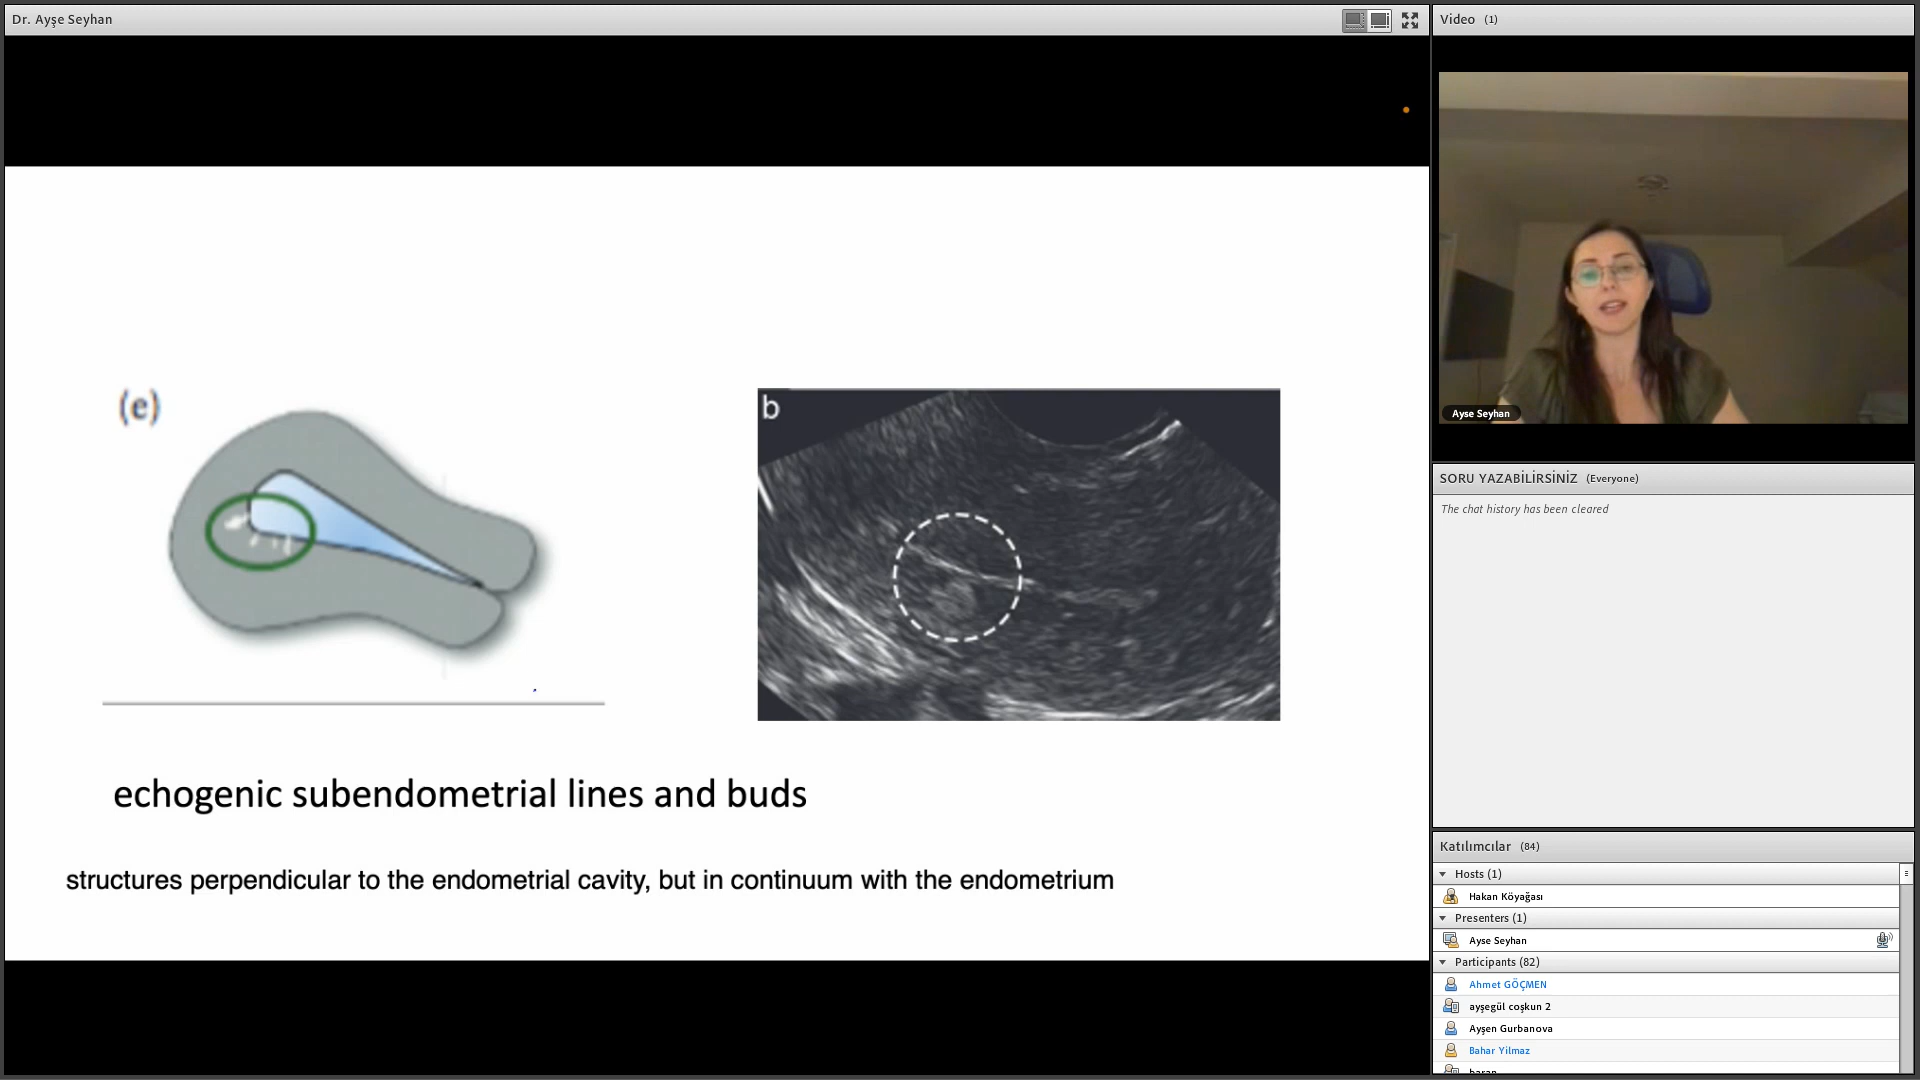 Dr. Ayşe Seyhan
(e)
b
echogenic subendometrial lines and buds
structures perpendicular to the endometrial cavity, but in continuum with the endometrium
Video (1)
Ayse Seyhan
SORU YAZABİLİRSİNİZ (Everyone)
The chat history has been cleared
Katılımcılar (84)
Hosts (1)
Hakan Köyağası
Presenters (1)
Ayse Seyhan
Participants (82)
Ahmet GÖÇMEN
ayşegül coşkun 2
Ayşen Gurbanova
Bahar Yilmaz